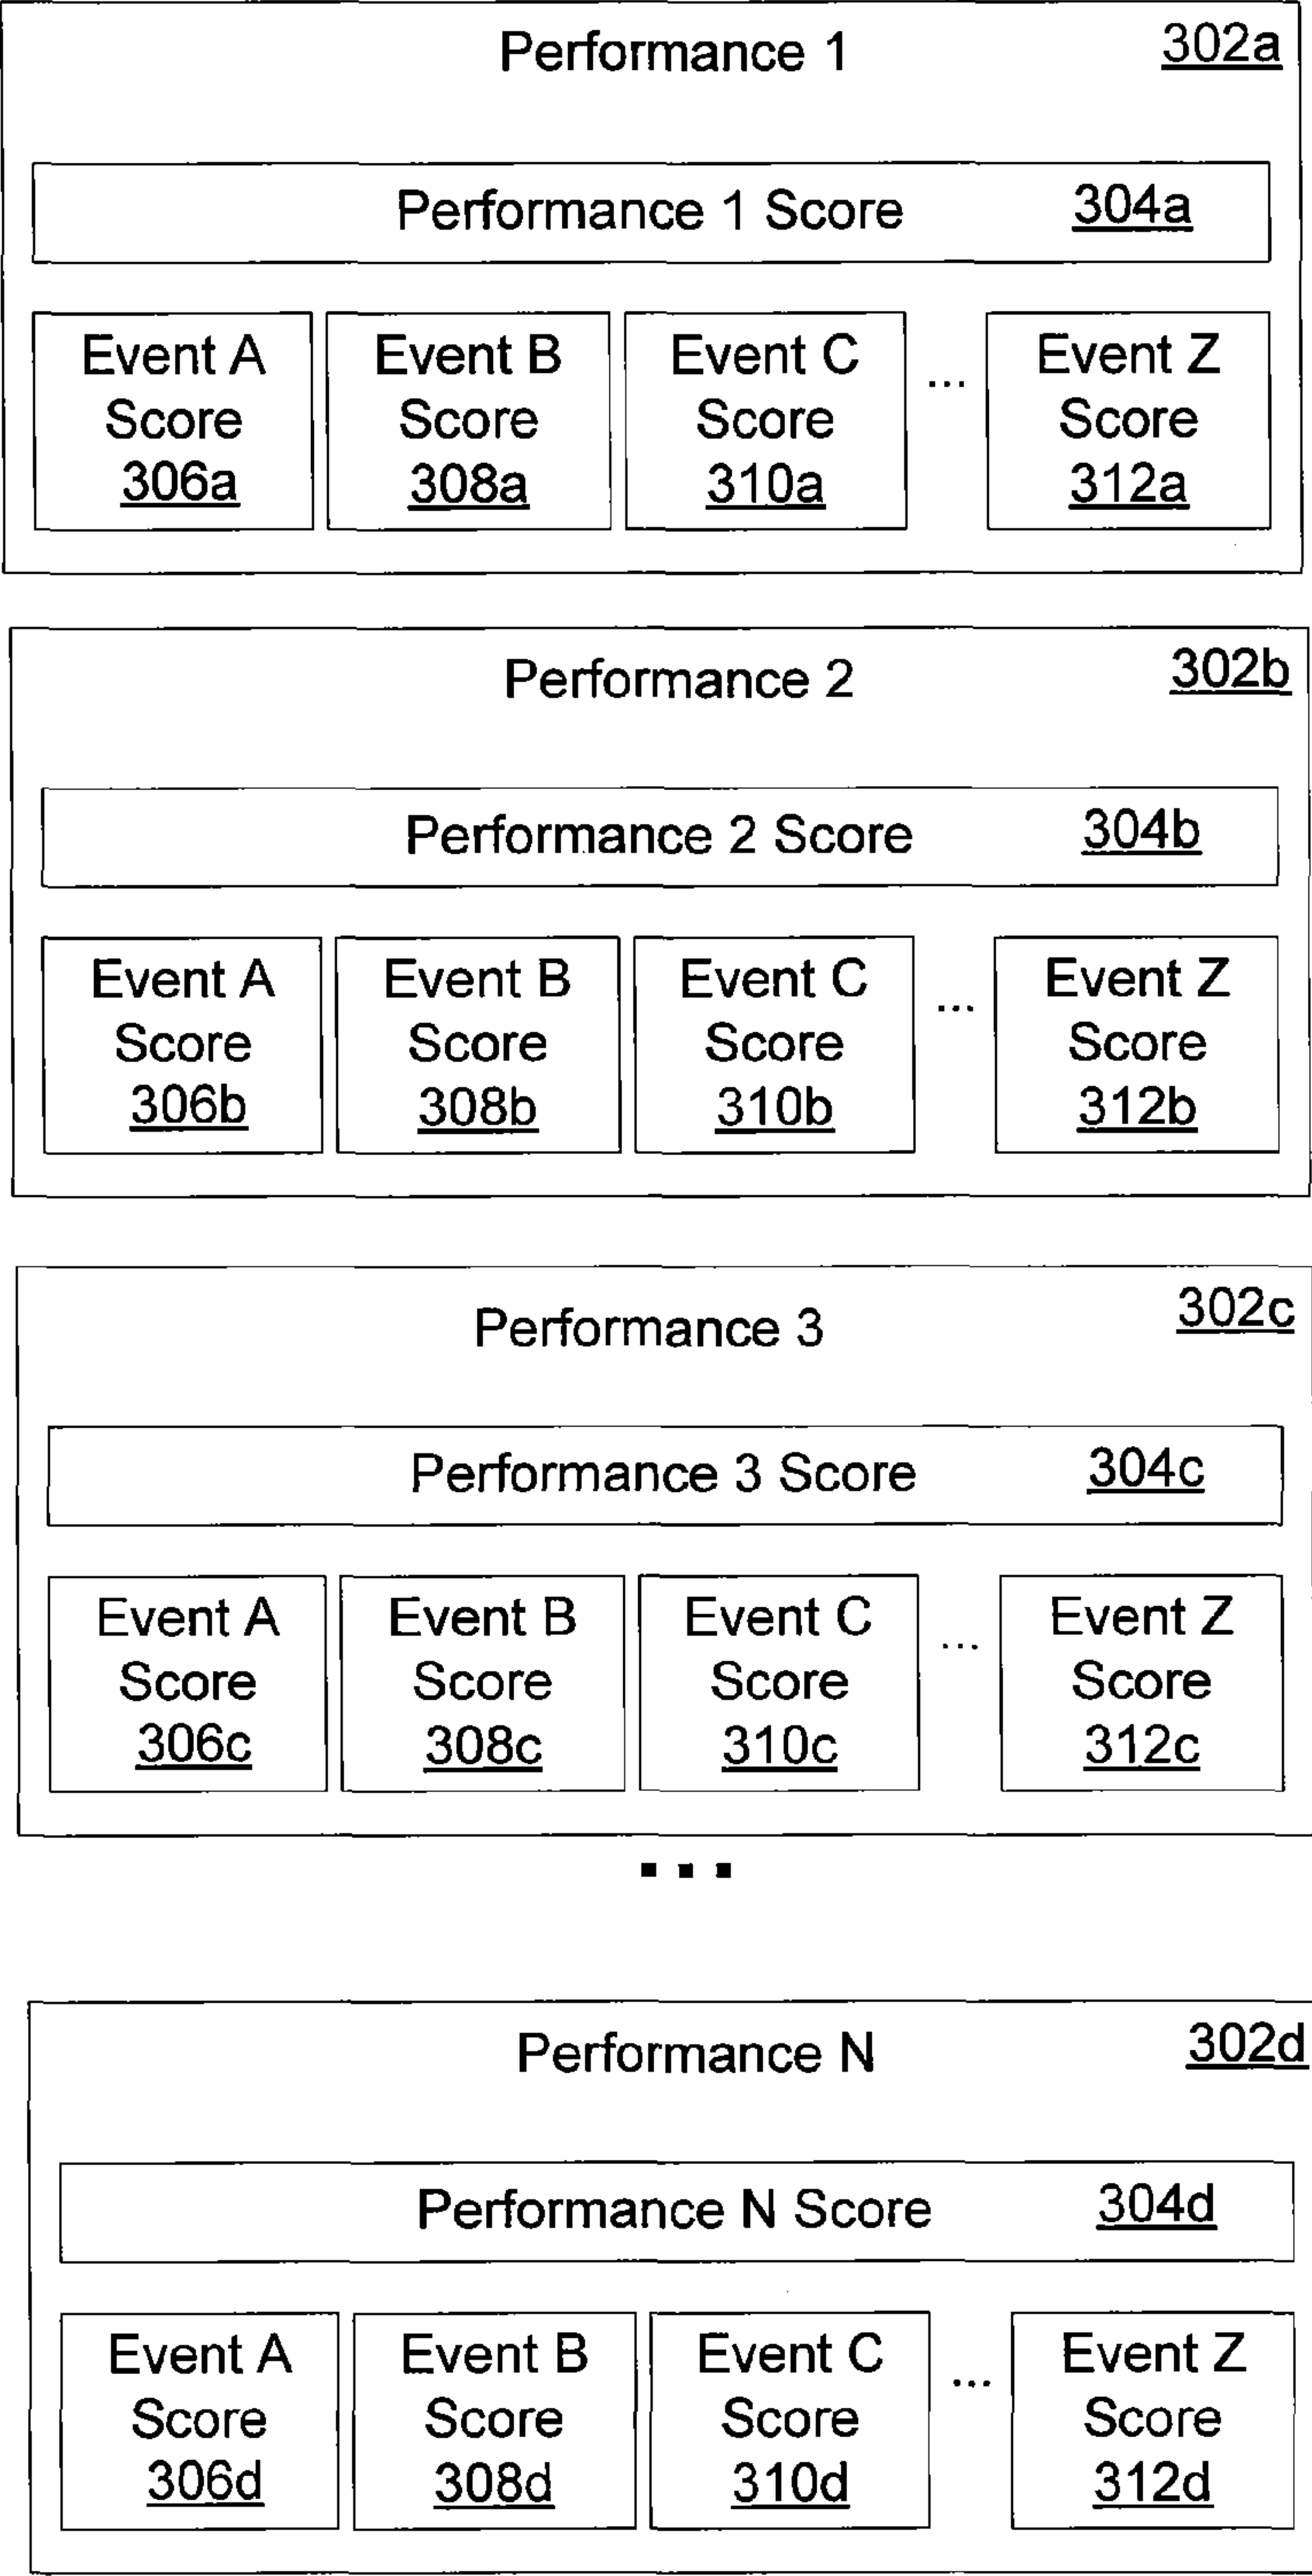 Performance 1 302a
Performance 1 Score 304a
Event A Event B Event C ... Event Z
Score Score Score Score
306a 308a 310a 312a
Performance 2 302b
Performance 2 Score 304b
Event A Event B Event C ... Event Z
Score Score Score Score
306b 308b 310b 312b
Performance 3 302c
Performance 3 Score 304c
Event A Event B Event C ... Event Z
Score Score Score Score
306c 308c 310c 312c
...
Performance N 302d
Performance N Score 304d
Event A Event B Event C ... Event Z
Score Score Score Score
306d 308d 310d 312d